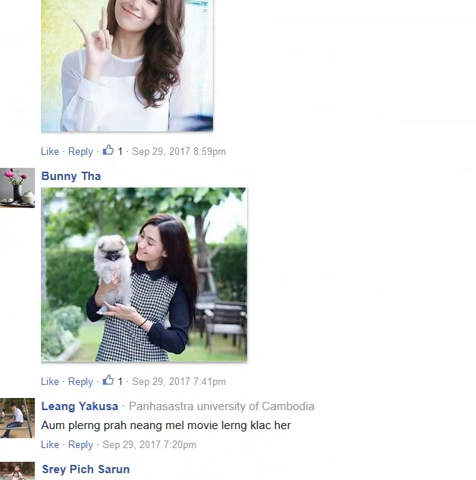 Like · Reply · 1 · Sep 29, 2017 8:59pm
Bunny Tha
Like · Reply · 1 · Sep 29, 2017 7:41pm
Leang Yakusa · Panhasastra university of Cambodia
Aum plerng prah neang mel movie lerng klac her
Like · Reply · Sep 29, 2017 7:20pm
Srey Pich Sarun